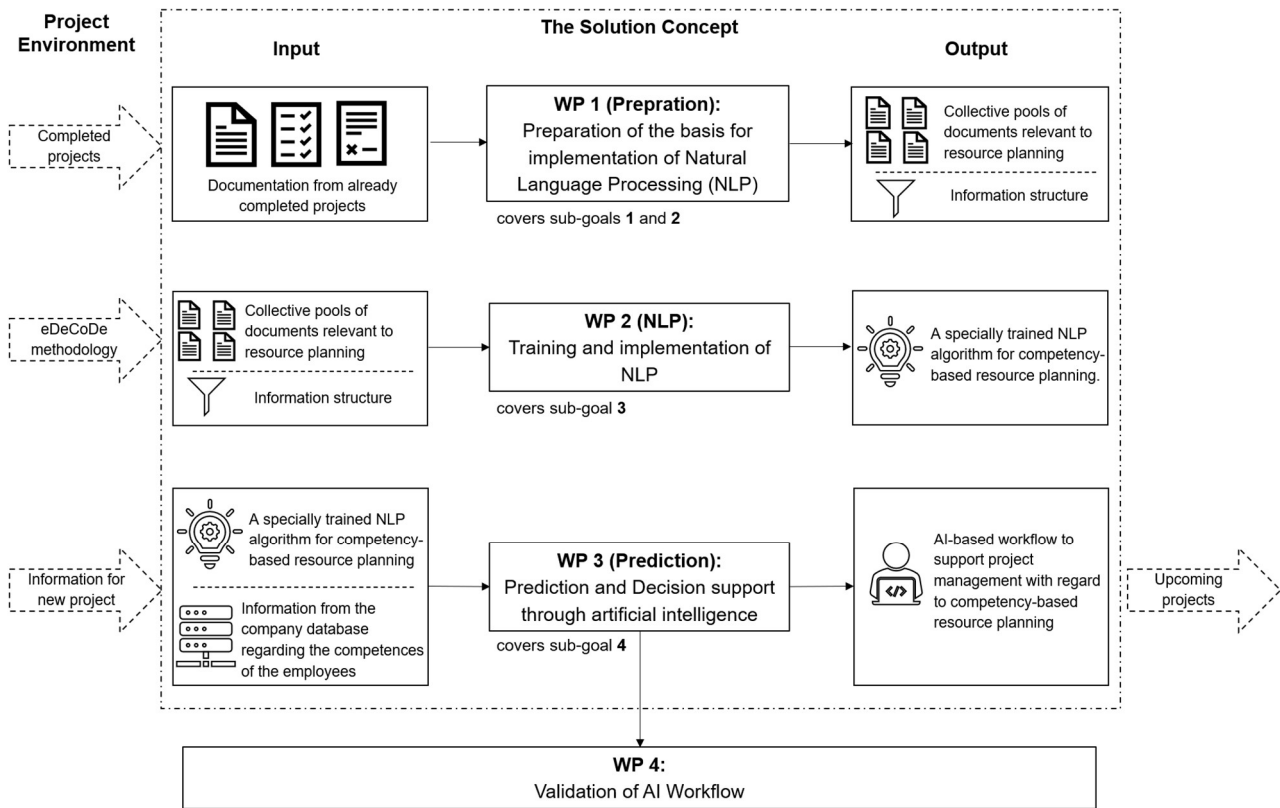 Project
Environment
The Solution Concept
Input
Output
Completed
projects
Documentation from already
completed projects
WP 1 (Prepration):
Preparation of the basis for
implementation of Natural
Language Processing (NLP)
covers sub-goals 1 and 2
Collective pools of
documents relevant to
resource planning
Information structure
eDeCoDe
methodology
Collective pools of
documents relevant to
resource planning
Information structure
WP 2 (NLP):
Training and implementation of
NLP
covers sub-goal 3
A specially trained NLP
algorithm for competency-
based resource planning.
Information for
new project
A specially trained NLP
algorithm for competency-
based resource planning
Information from the
company database
regarding the competences
of the employees
WP 3 (Prediction):
Prediction and Decision support
through artificial intelligence
covers sub-goal 4
AI-based workflow to
support project
management with regard
to competency-based
resource planning
Upcoming
projects
WP 4:
Validation of AI Workflow